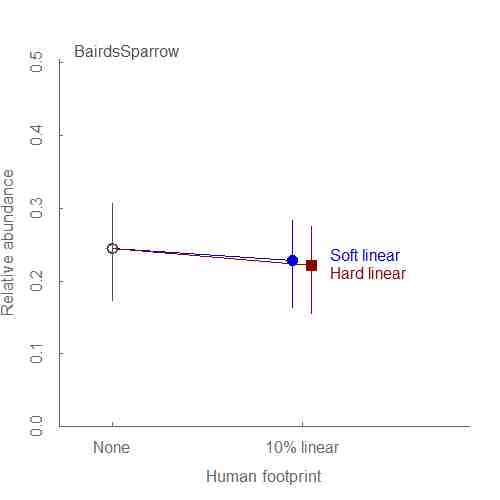 BairdsSparrow
0.5
0.4
0.3
0.2
0.1
0.0
Relative abundance
Soft linear
Hard linear
None
10% linear
Human footprint